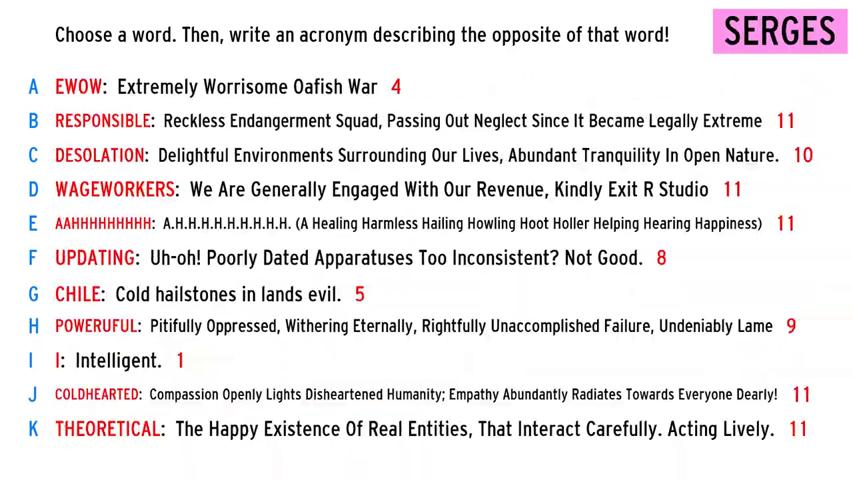 Choose a word. Then, write an acronym describing the opposite of that word!
SERGES
A EWOW: Extremely Worrisome Oafish War 4
B RESPONSIBLE: Reckless Endangerment Squad, Passing Out Neglect Since It Became Legally Extreme 11
C DESOLATION: Delightful Environments Surrounding Our Lives, Abundant Tranquility In Open Nature. 10
D WAGEWORKERS: We Are Generally Engaged With Our Revenue, Kindly Exit R Studio 11
E AAHHHHHHHHH: A.H.H.H.H.H.H.H.H.H. (A Healing Harmless Hailing Howling Hoot Holler Helping Hearing Happiness) 11
F UPDATING: Uh-oh! Poorly Dated Apparatuses Too Inconsistent? Not Good. 8
G CHILE: Cold hailstones in lands evil. 5
H POWERUFUL: Pitifully Oppressed, Withering Eternally, Rightfully Unaccomplished Failure, Undeniably Lame 9
I I: Intelligent. 1
J COLDHEARTED: Compassion Openly Lights Disheartened Humanity; Empathy Abundantly Radiates Towards Everyone Dearly! 11
K THEORETICAL: The Happy Existence Of Real Entities, That Interact Carefully. Acting Lively. 11